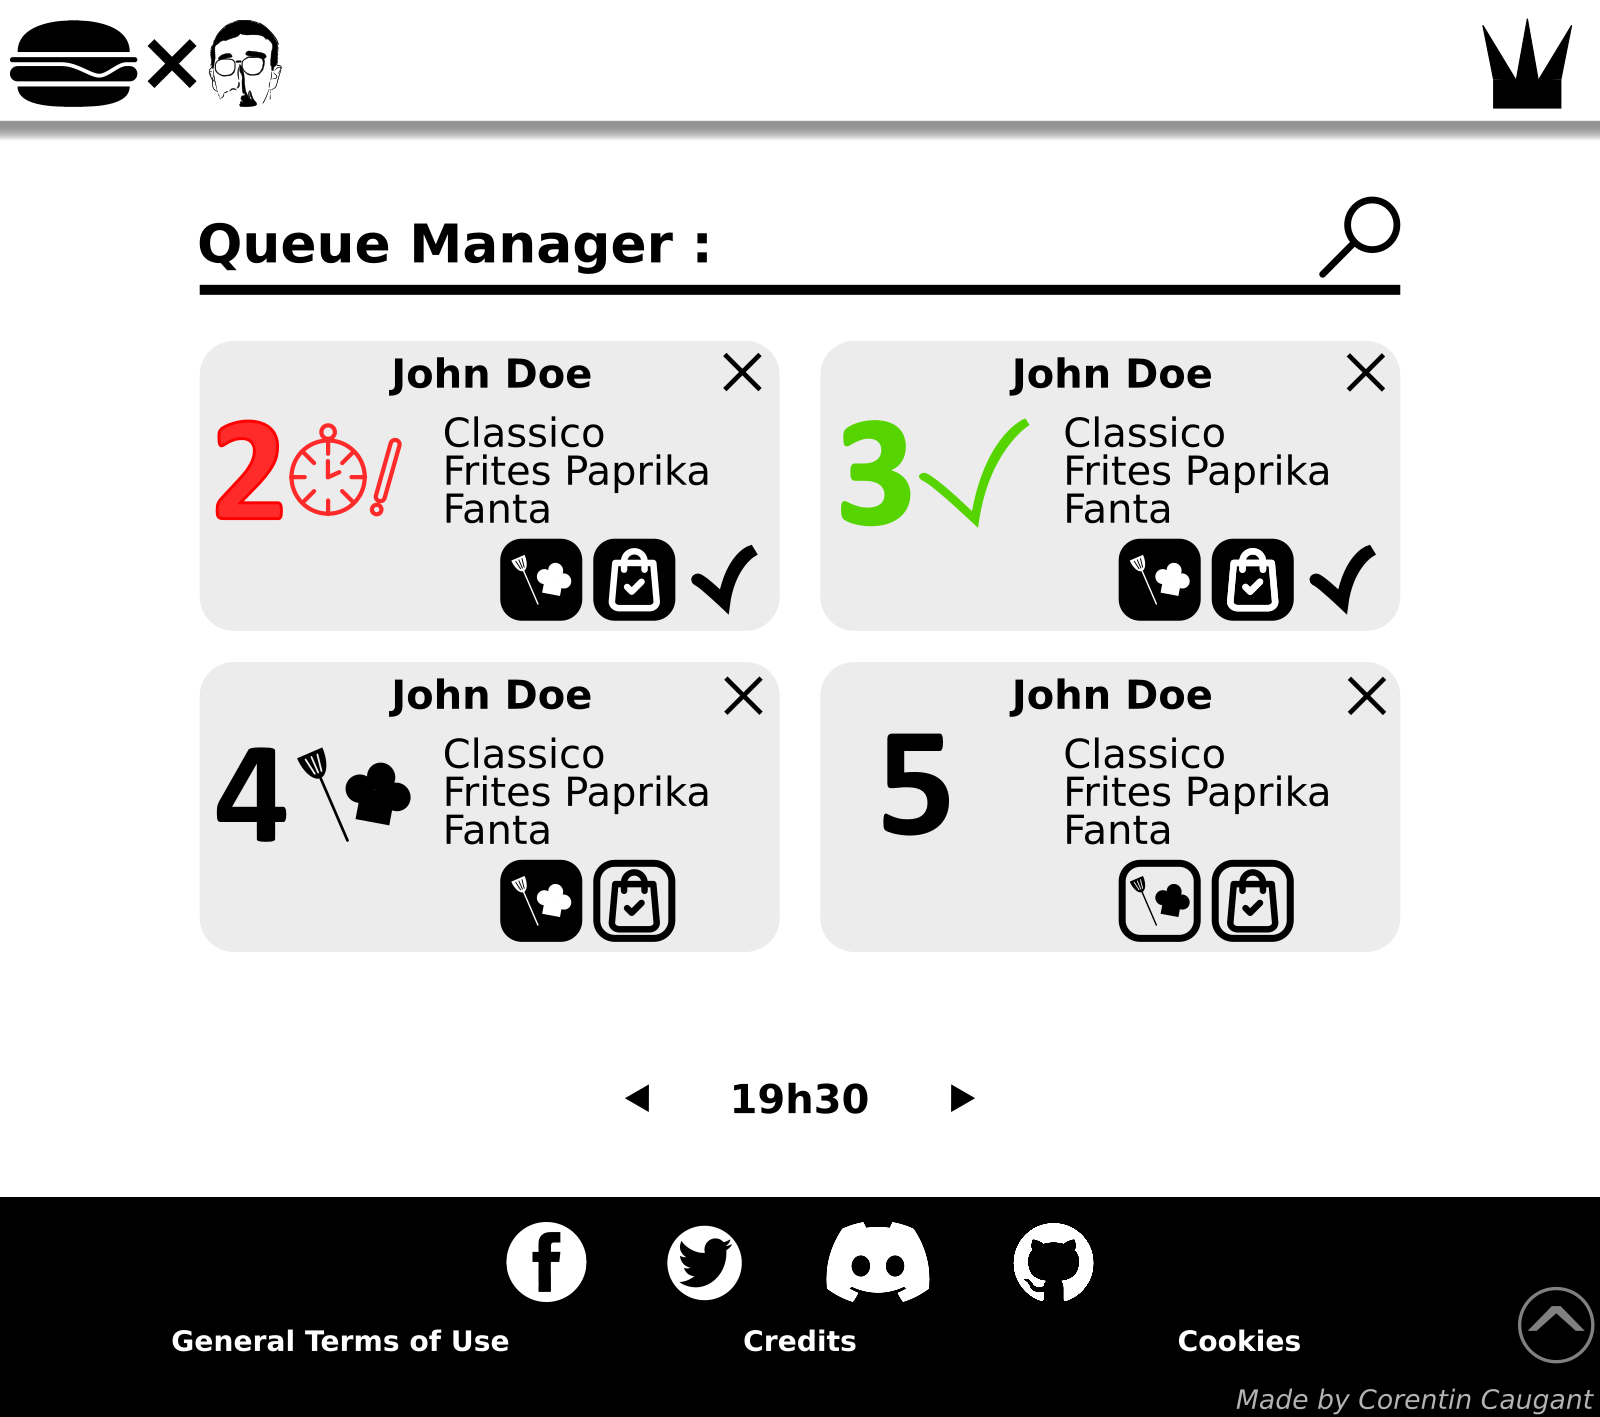 Queue Manager :
John Doe
2
Classico
Frites Paprika
Fanta
John Doe
3
Classico
Frites Paprika
Fanta
John Doe
4
Classico
Frites Paprika
Fanta
John Doe
5
Classico
Frites Paprika
Fanta
19h30
General Terms of Use
Credits
Cookies
Made by Corentin Caugant